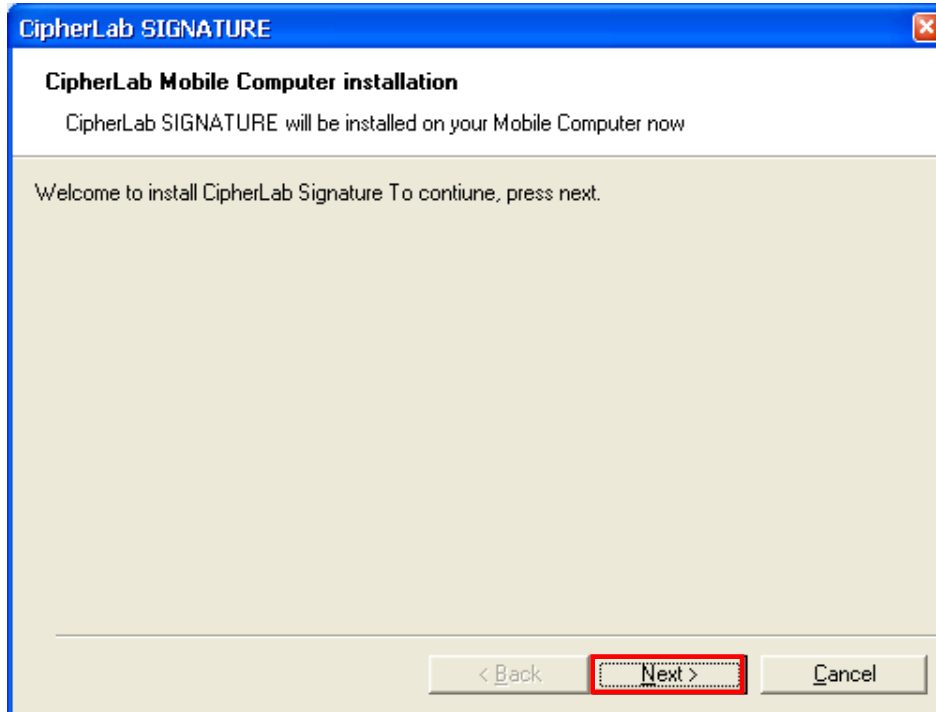 CipherLab SIGNATURE
CipherLab Mobile Computer installation
CipherLab SIGNATURE will be installed on your Mobile Computer now
Welcome to install CipherLab Signature To contiune, press next.
< Back
Next >
Cancel